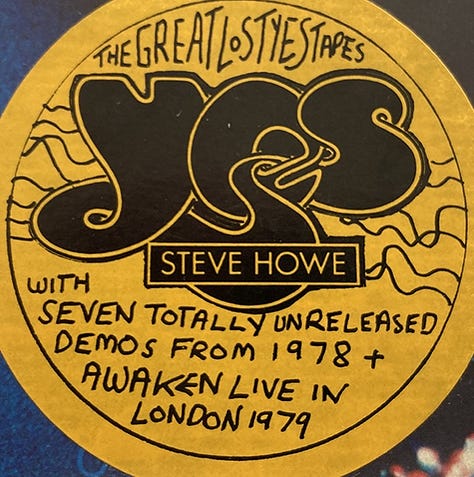 THE GREAT LOST YES TAPES
YES
STEVE HOWE
WITH
SEVEN TOTALLY UNRELEASED
DEMOS FROM 1978 +
AWAKEN LIVE IN
LONDON 1979